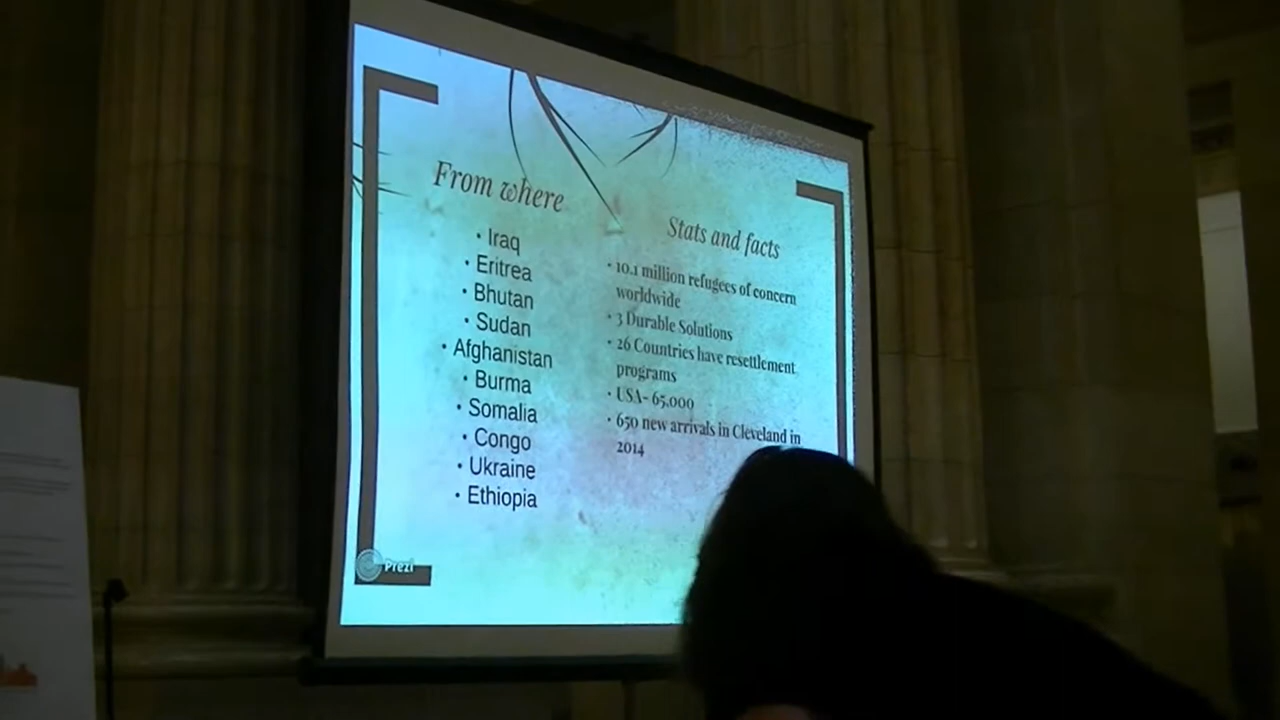 From where
• Iraq
• Eritrea
• Bhutan
• Sudan
• Afghanistan
• Burma
• Somalia
• Congo
• Ukraine
• Ethiopia
Stats and facts
• 10.1 million refugees of concern
worldwide
• 3 Durable Solutions
• 26 Countries have resettlement
programs
• USA- 65,000
• 650 new arrivals in Cleveland in
2014
Prezi